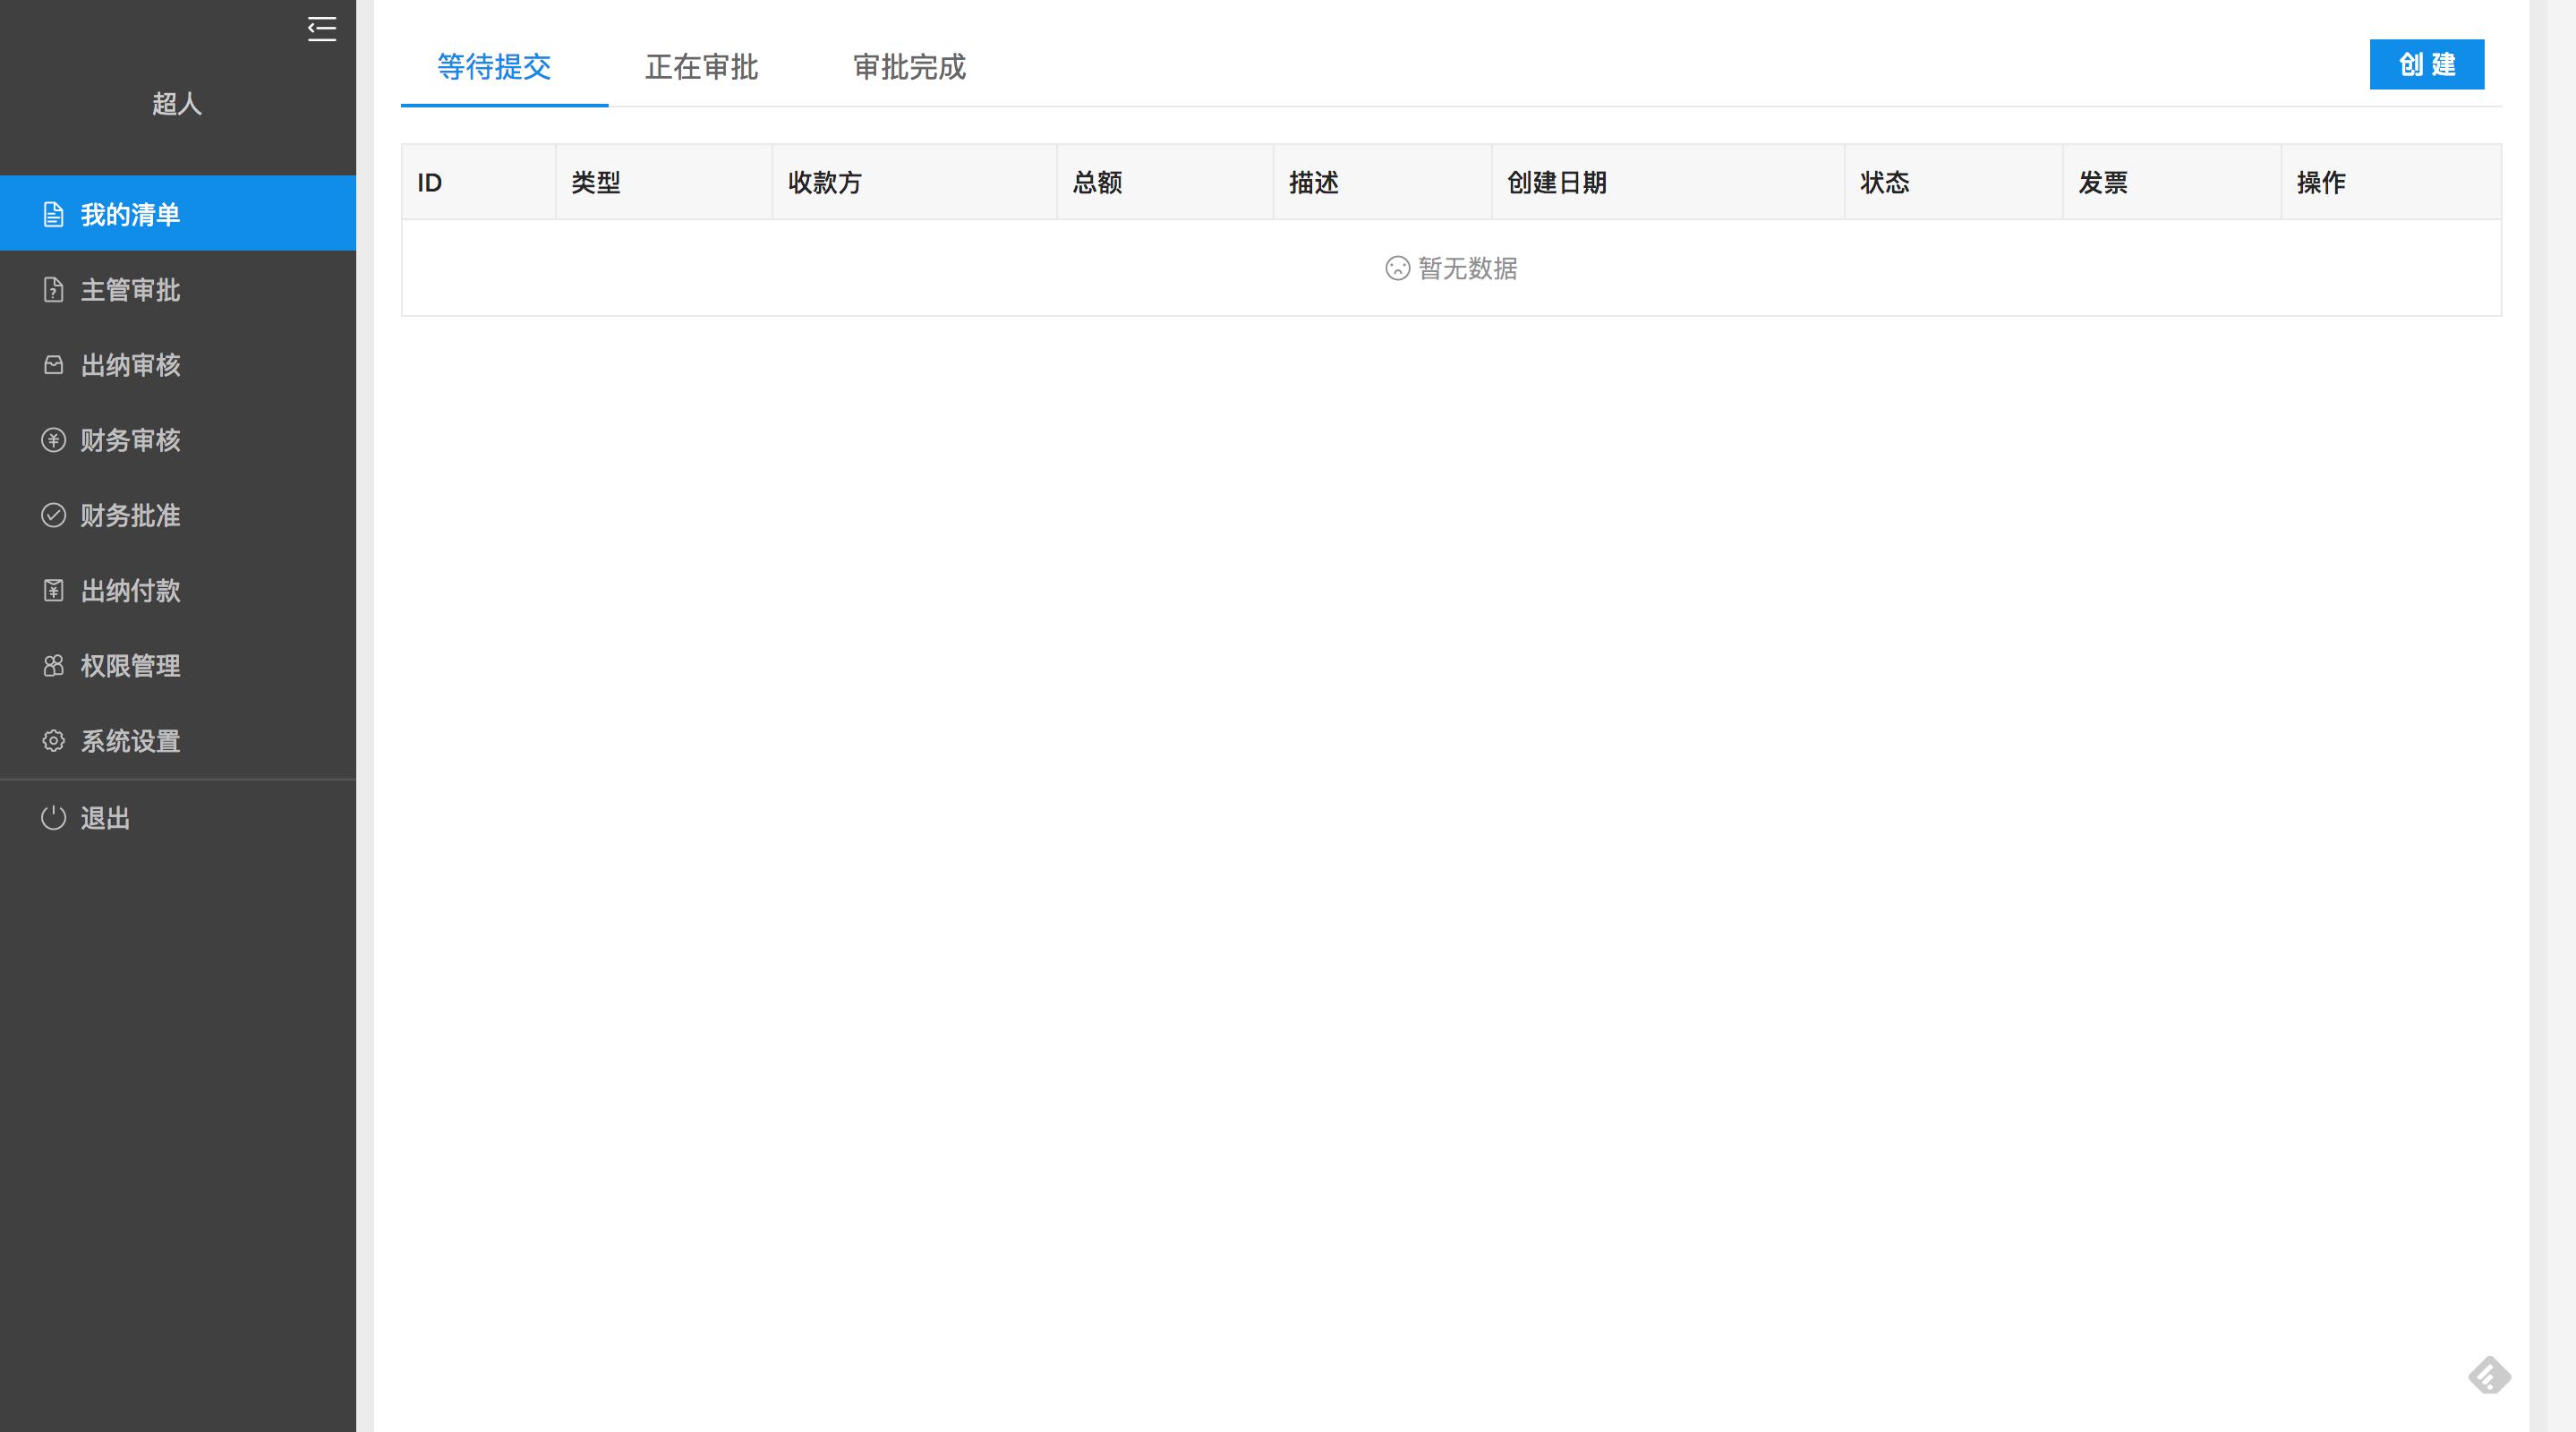 超人
我的清单
主管审批
出纳审核
财务审核
财务批准
出纳付款
权限管理
系统设置
退出
等待提交 正在审批 审批完成
创 建
ID 类型 收款方 总额 描述 创建日期 状态 发票 操作
暂无数据